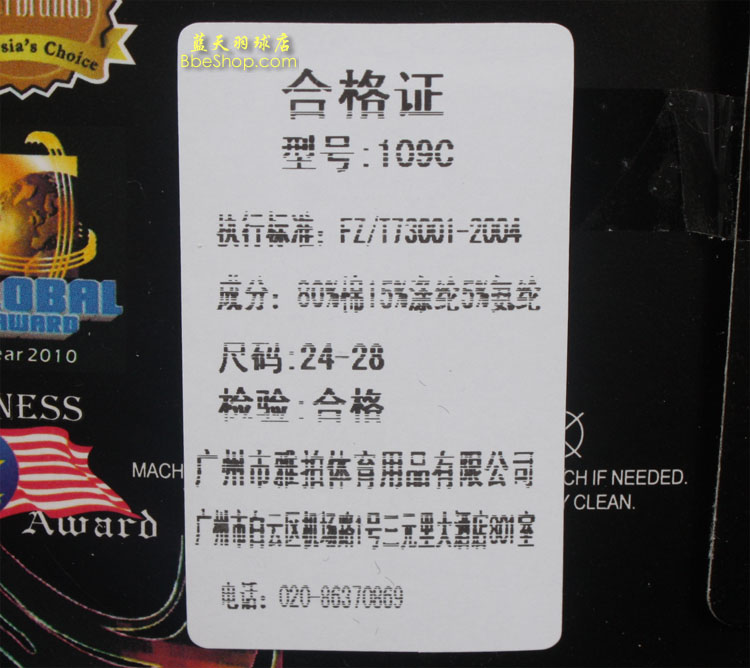 brands
sia's Choice
蓝天羽球店
BbeShop.com
合格证
型号:109C
执行标准: FZ/T73001-2004
成分: 80%棉15%涤纶5%氨纶
尺码:24-28
检验:合格
广州市雅拍体育用品有限公司
广州市白云区机场路1号三元里大酒店801室
电话: 020-86370869
LOBAL
AWARD
ear 2010
NESS
Award
MACH
CH IF NEEDED.
Y CLEAN.